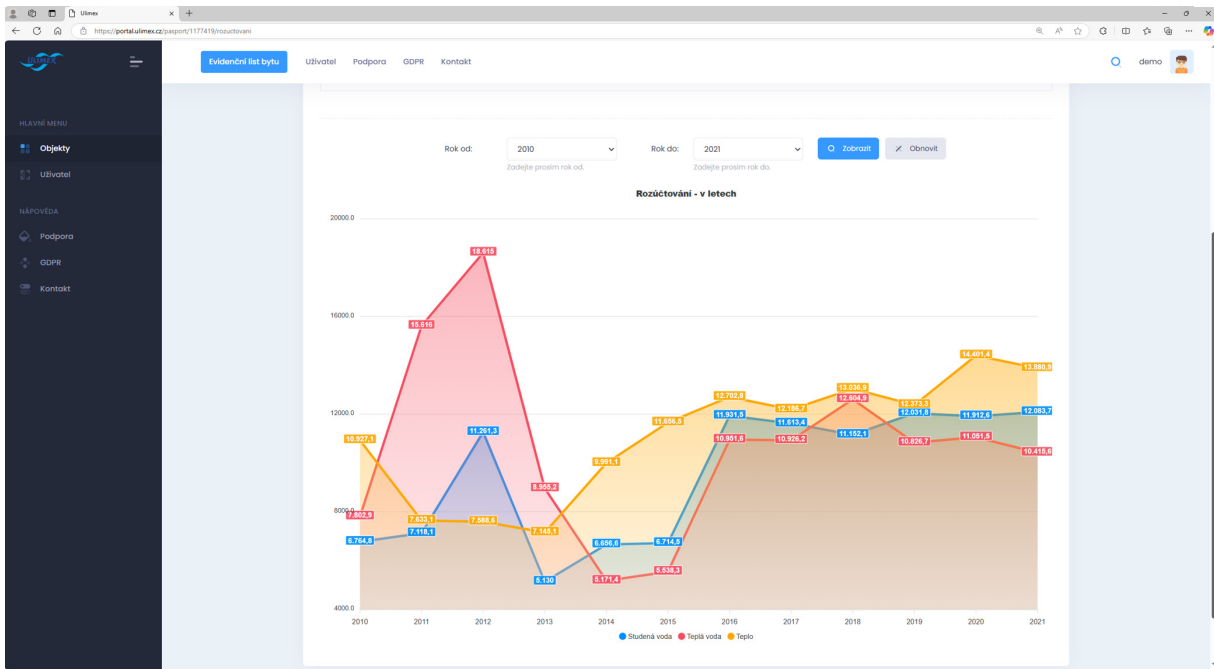 Ulimex
https://portal.ulimex.cz/pasport/1177419/rozuctovani
ULIMEX
Evidenční list bytu Uživatel Podpora GDPR Kontakt
demo
HLAVNÍ MENU
Objekty
Uživatel
NÁPOVĚDA
Podpora
GDPR
Kontakt
Rok od: 2010 Rok do: 2021 Zobrazit Obnovit
Zadejte prosím rok od. Zadejte prosím rok do.
Rozúčtování - v letech
20000.0
16000.0
12000.0
8000.0
4000.0
10.827,1 7.633,1 7.588,6 7.149,1 9.991,1 11.656,5 12.702,8 12.186,7 13.036,9 12.373,3 14.401,4 13.880,9
7.802,9 15.616 18.615 8.955,2 5.171,4 5.538,3 10.951,6 10.926,2 12.604,9 10.826,7 11.051,5 10.415,6
6.764,8 7.118,1 11.261,3 5.130 6.656,6 6.714,5 11.931,5 11.613,4 11.152,1 12.031,8 11.912,6 12.083,7
2010 2011 2012 2013 2014 2015 2016 2017 2018 2019 2020 2021
Studená voda Teplá voda Teplo